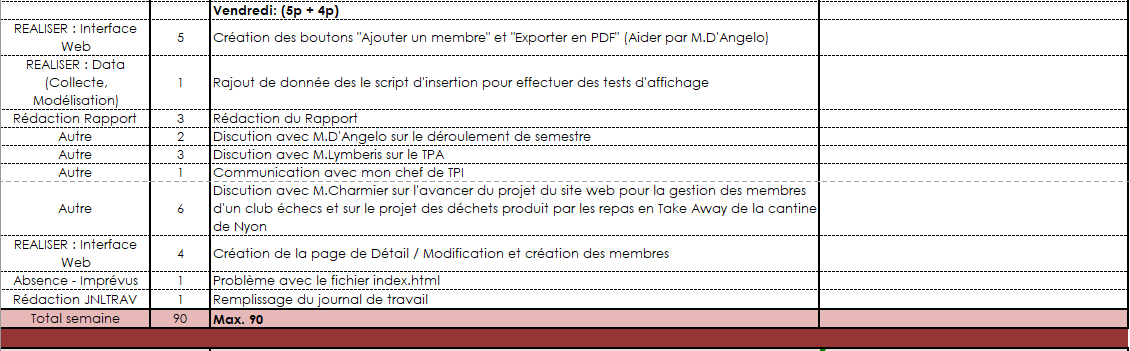 Vendredi: (5p + 4p)
REALISER : Interface
Web
5
Création des boutons "Ajouter un membre" et "Exporter en PDF" (Aider par M.D'Angelo)
REALISER : Data
(Collecte,
Modélisation)
1
Rajout de donnée des le script d'insertion pour effectuer des tests d'affichage
Rédaction Rapport
3
Rédaction du Rapport
Autre
2
Discution avec M.D'Angelo sur le déroulement de semestre
Autre
3
Discution avec M.Lymberis sur le TPA
Autre
1
Communication avec mon chef de TPI
Autre
6
Discution avec M.Charmier sur l'avancer du projet du site web pour la gestion des membres
d'un club échecs et sur le projet des déchets produit par les repas en Take Away de la cantine
de Nyon
REALISER : Interface
Web
4
Création de la page de Détail / Modification et création des membres
Absence - Imprévus
1
Problème avec le fichier index.html
Rédaction JNLTRAV
1
Remplissage du journal de travail
Total semaine
90
Max. 90